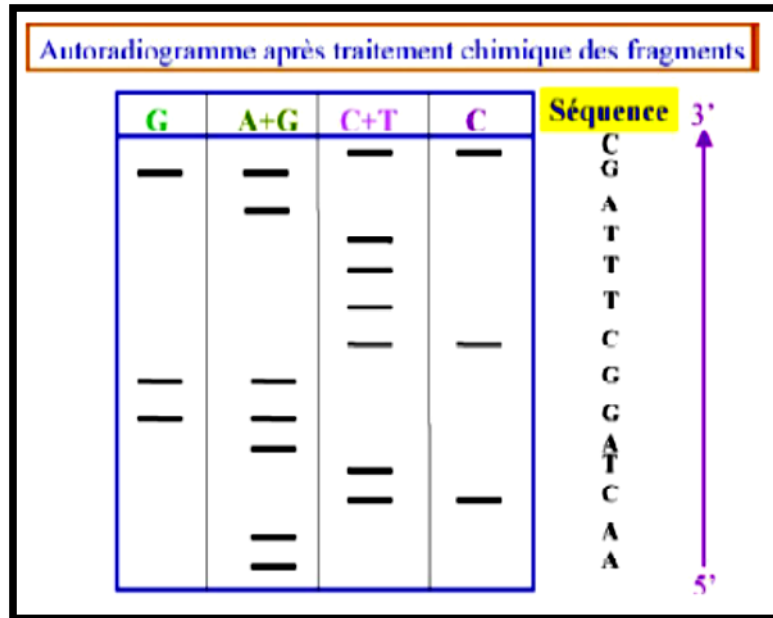 Autoradiogramme après traitement chimique des fragments
G A+G C+T C Séquence 3'
C
G
A
T
T
T
C
G
G
A
T
C
A
A
5'